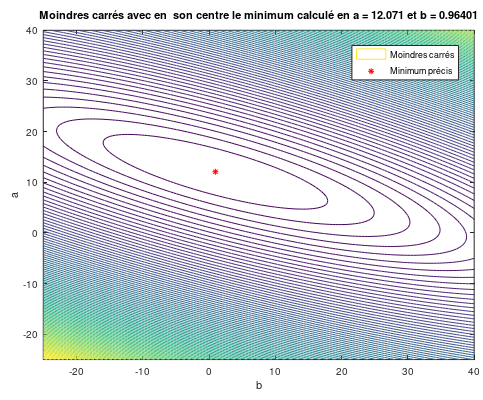 Moindres carrés avec en  son centre le minimum calculé en a = 12.071 et b = 0.96401
Moindres carrés
Minimum précis
40
30
20
10
0
-10
-20
a
-20
-10
0
10
20
30
40
b